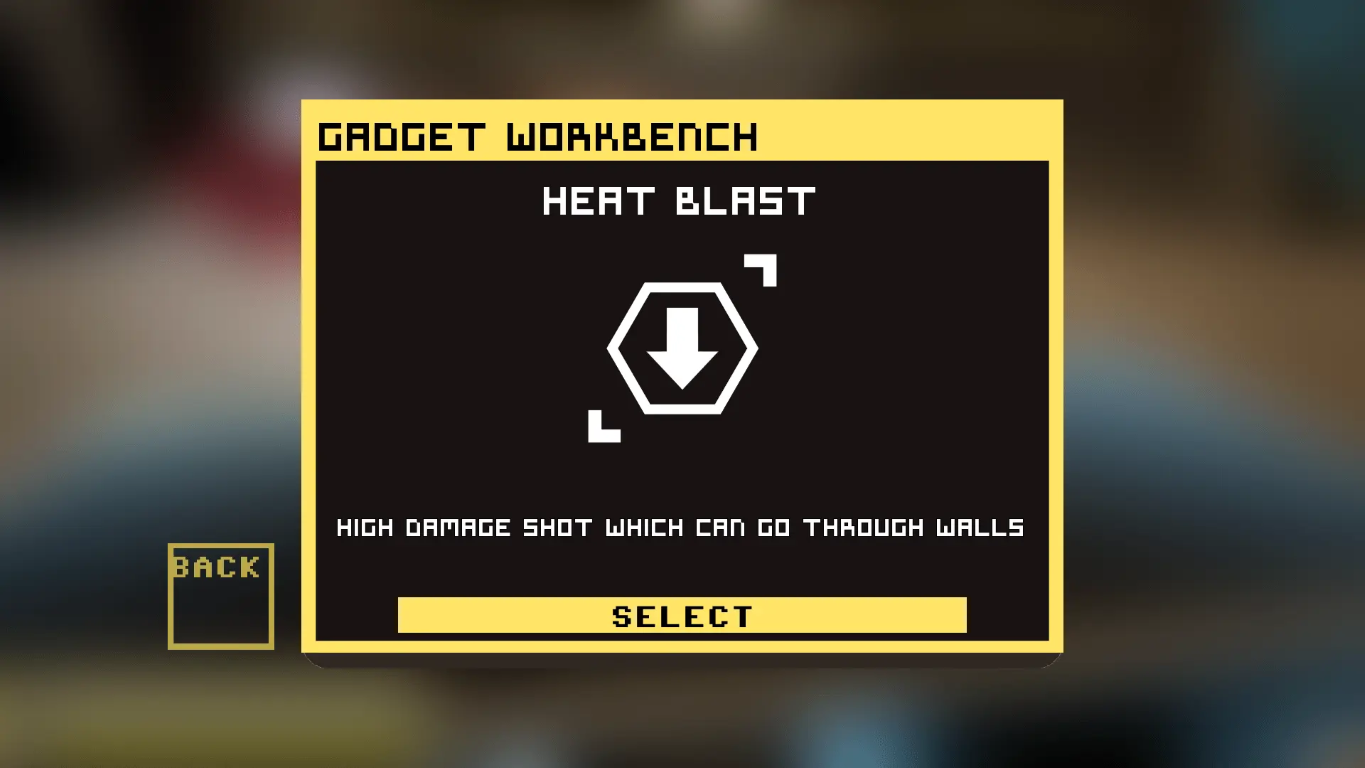 GADGET WORKBENCH
HEAT BLAST
HIGH DAMAGE SHOT WHICH CAN GO THROUGH WALLS
BACK
SELECT